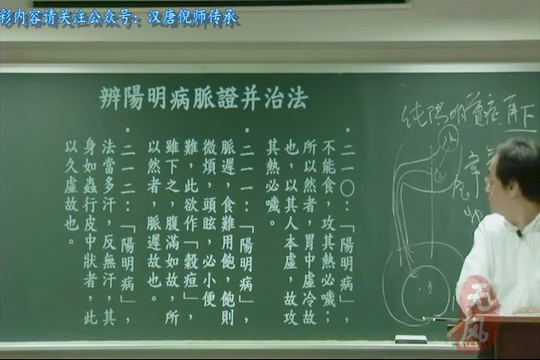 彩内容请关注公众号：汉唐倪师传承
辨陽明病脈證并治法
·二一〇：「陽明病」，
不能食，攻其熱必噦；
所以然者，胃中虛冷故
也，以其人本虛，故攻
其熱必噦。
·二一一：「陽明病」，
脈遲，食難用飽，飽則
微煩，頭眩，必小便
難，此欲作「穀疸」，
雖下之，腹滿如故，所
以然者，脈遲故也。
·二一二：「陽明病」，
法當多汗，反無汗，其
身如蟲行皮中狀者，此
以久虛故也。
純陽明
再下
无风